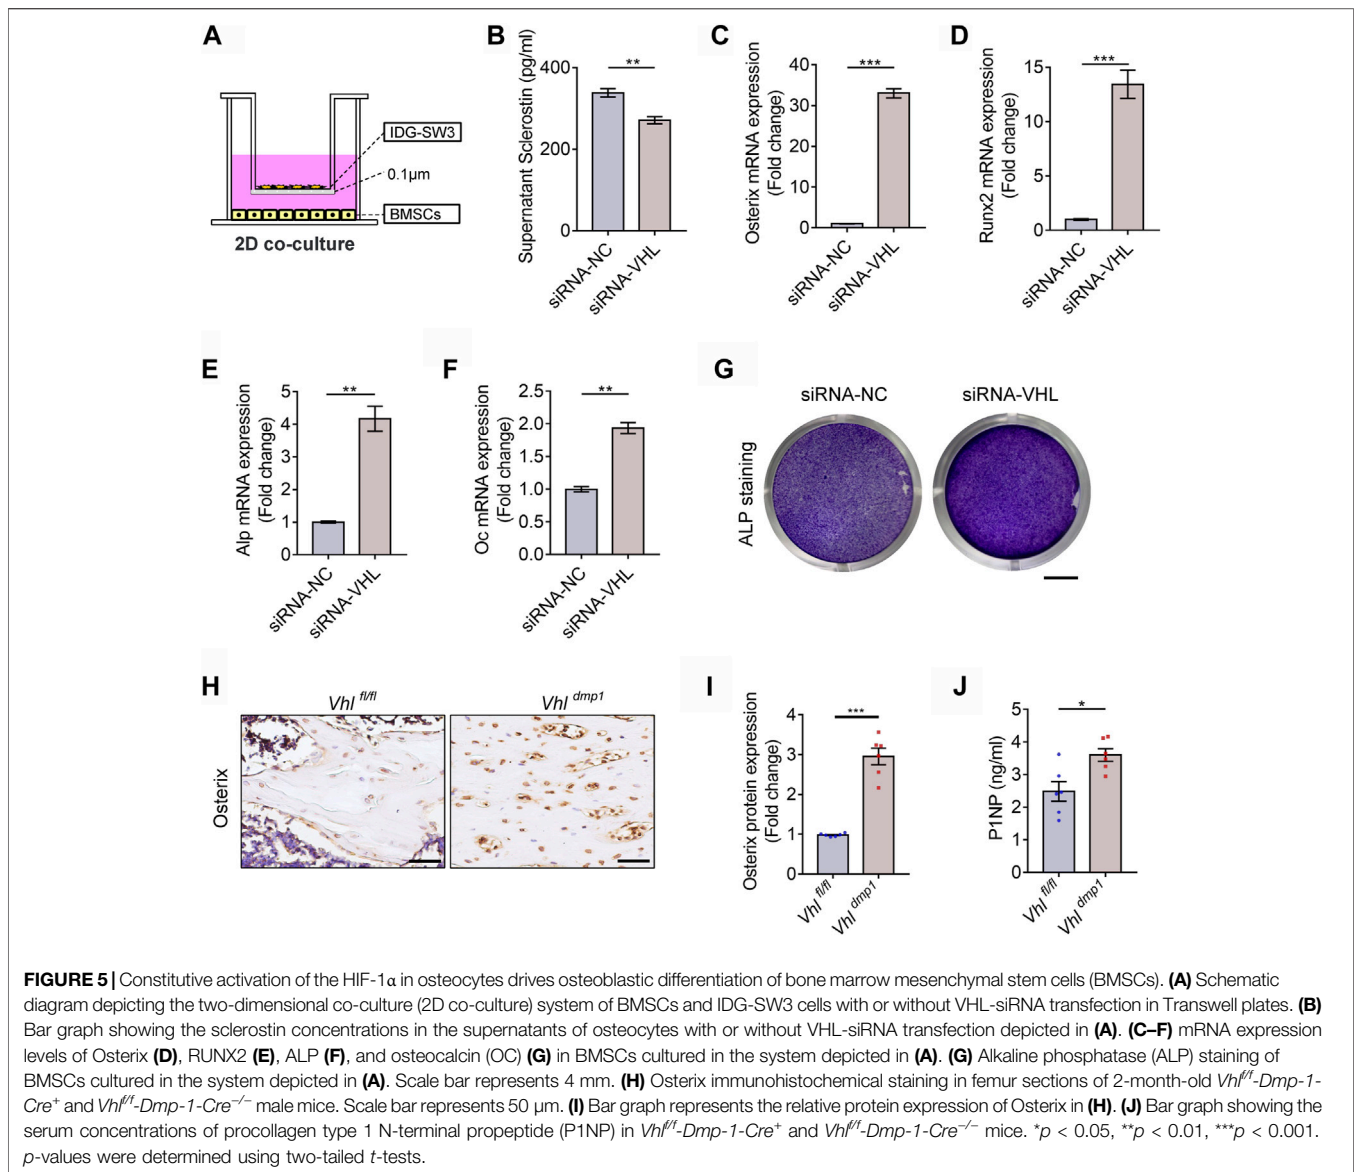 A
IDG-SW3
0.1µm
BMSCs
2D co-culture
B
Supernatant Sclerostin (pg/ml)
400
200
0
**
siRNA-NC
siRNA-VHL
C
Osterix mRNA expression
(Fold change)
40
30
20
10
0
***
siRNA-NC
siRNA-VHL
D
Runx2 mRNA expression
(Fold change)
15
10
5
0
***
siRNA-NC
siRNA-VHL
E
Alp mRNA expression
(Fold change)
5
4
3
2
1
0
**
siRNA-NC
siRNA-VHL
F
Oc mRNA expression
(Fold change)
2.5
2.0
1.5
1.0
0.5
0.0
**
siRNA-NC
siRNA-VHL
G
siRNA-NC
siRNA-VHL
ALP staining
H
Vhl fl/fl
Vhl dmp1
Osterix
I
Osterix protein expression
(Fold change)
4
3
2
1
0
***
Vhl fl/fl
Vhl dmp1
J
P1NP (ng/ml)
5
4
3
2
1
0
*
Vhl fl/fl
Vhl dmp1
FIGURE 5 | Constitutive activation of the HIF-1α in osteocytes drives osteoblastic differentiation of bone marrow mesenchymal stem cells (BMSCs). (A) Schematic
diagram depicting the two-dimensional co-culture (2D co-culture) system of BMSCs and IDG-SW3 cells with or without VHL-siRNA transfection in Transwell plates. (B)
Bar graph showing the sclerostin concentrations in the supernatants of osteocytes with or without VHL-siRNA transfection depicted in (A). (C–F) mRNA expression
levels of Osterix (D), RUNX2 (E), ALP (F), and osteocalcin (OC) (G) in BMSCs cultured in the system depicted in (A). (G) Alkaline phosphatase (ALP) staining of
BMSCs cultured in the system depicted in (A). Scale bar represents 4 mm. (H) Osterix immunohistochemical staining in femur sections of 2-month-old Vhlf/f-Dmp-1-
Cre+ and Vhlf/f-Dmp-1-Cre−/− male mice. Scale bar represents 50 µm. (I) Bar graph represents the relative protein expression of Osterix in (H). (J) Bar graph showing the
serum concentrations of procollagen type 1 N-terminal propeptide (P1NP) in Vhlf/f-Dmp-1-Cre+ and Vhlf/f-Dmp-1-Cre−/− mice. *p < 0.05, **p < 0.01, ***p < 0.001.
p-values were determined using two-tailed t-tests.